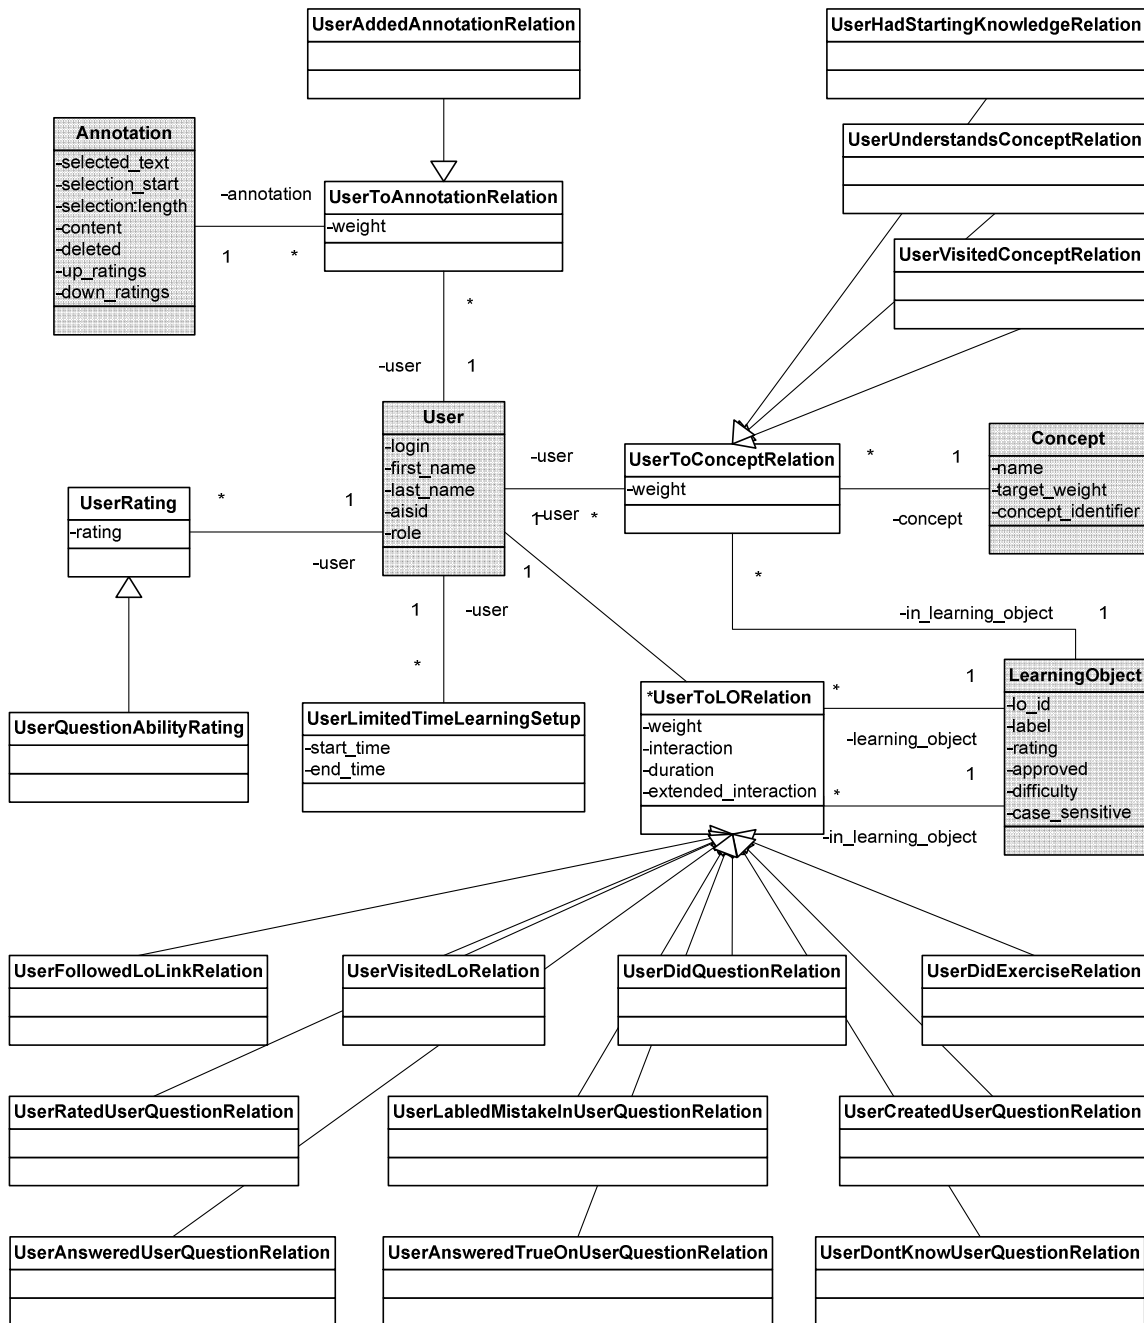 UserAddedAnnotationRelation
UserHadStartingKnowledgeRelation
Annotation
-selected_text
-selection_start
-selection:length
-content
-deleted
-up_ratings
-down_ratings
UserUnderstandsConceptRelation
-annotation
1
*
UserToAnnotationRelation
-weight
UserVisitedConceptRelation
*
-user
1
User
-login
-first_name
-last_name
-aisid
-role
-user
1
-user
*
UserToConceptRelation
-weight
*
1
-concept
Concept
-name
-target_weight
-concept_identifier
UserRating
-rating
*
1
-user
1
*
-in_learning_object
1
1
-user
*
UserQuestionAbilityRating
UserLimitedTimeLearningSetup
-start_time
-end_time
*UserToLORelation
-weight
-interaction
-duration
-extended_interaction
*
1
-learning_object
1
*
-in_learning_object
LearningObject
-lo_id
-label
-rating
-approved
-difficulty
-case_sensitive
UserFollowedLoLinkRelation
UserVisitedLoRelation
UserDidQuestionRelation
UserDidExerciseRelation
UserRatedUserQuestionRelation
UserLabledMistakeInUserQuestionRelation
UserCreatedUserQuestionRelation
UserAnsweredUserQuestionRelation
UserAnsweredTrueOnUserQuestionRelation
UserDontKnowUserQuestionRelation